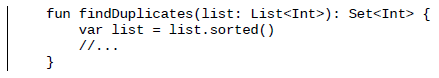 fun findDuplicates(list: List<Int>): Set<Int> {
    var list = list.sorted()
    //...
}